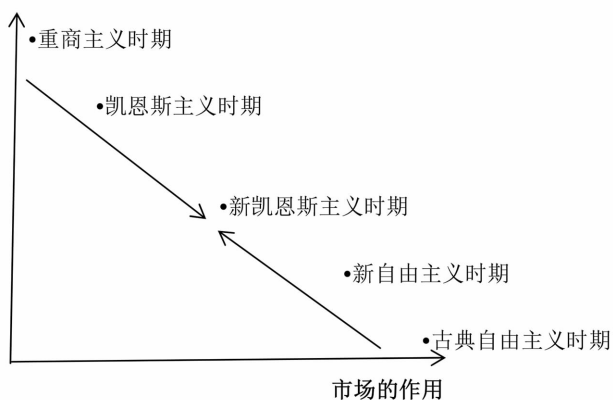 •重商主义时期
•凯恩斯主义时期
•新凯恩斯主义时期
•新自由主义时期
•古典自由主义时期
市场的作用